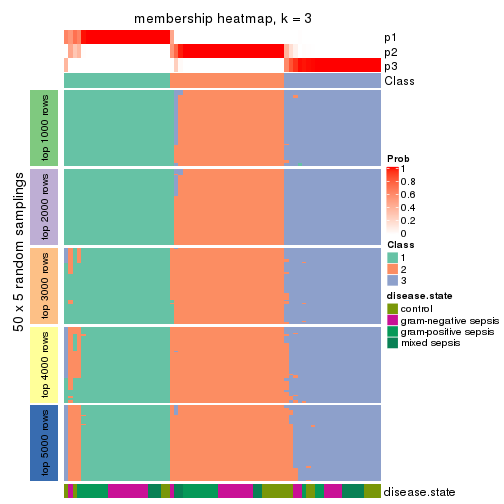 membership heatmap, k = 3
p1
p2
p3
Class
50 x 5 random samplings
top 1000 rows
top 2000 rows
top 3000 rows
top 4000 rows
top 5000 rows
Prob
1
0.8
0.6
0.4
0.2
0
Class
1
2
3
disease.state
control
gram-negative sepsis
gram-positive sepsis
mixed sepsis
disease.state